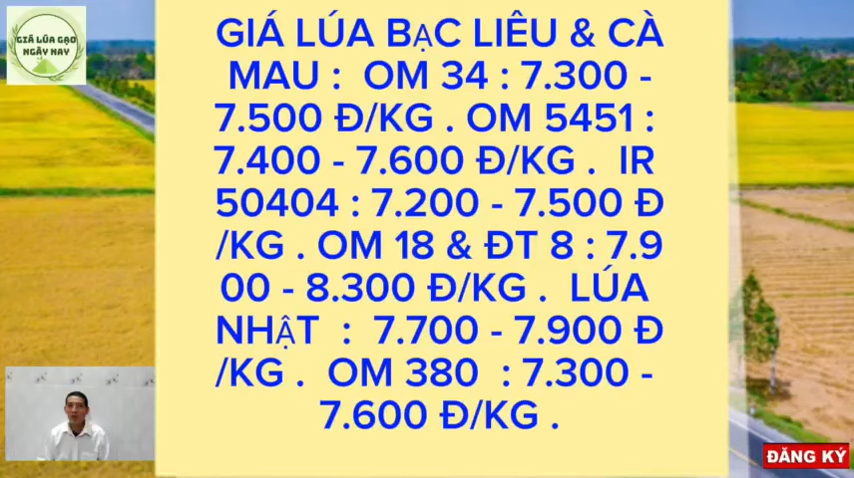 GIÁ LÚA GẠO
NGÀY NAY
GIÁ LÚA BẠC LIÊU & CÀ
MAU : OM 34 : 7.300 -
7.500 Đ/KG . OM 5451 :
7.400 - 7.600 Đ/KG . IR
50404 : 7.200 - 7.500 Đ
/KG . OM 18 & ĐT 8 : 7.9
00 - 8.300 Đ/KG . LÚA
NHẬT : 7.700 - 7.900 Đ
/KG . OM 380 : 7.300 -
7.600 Đ/KG .
ĐĂNG KÝ